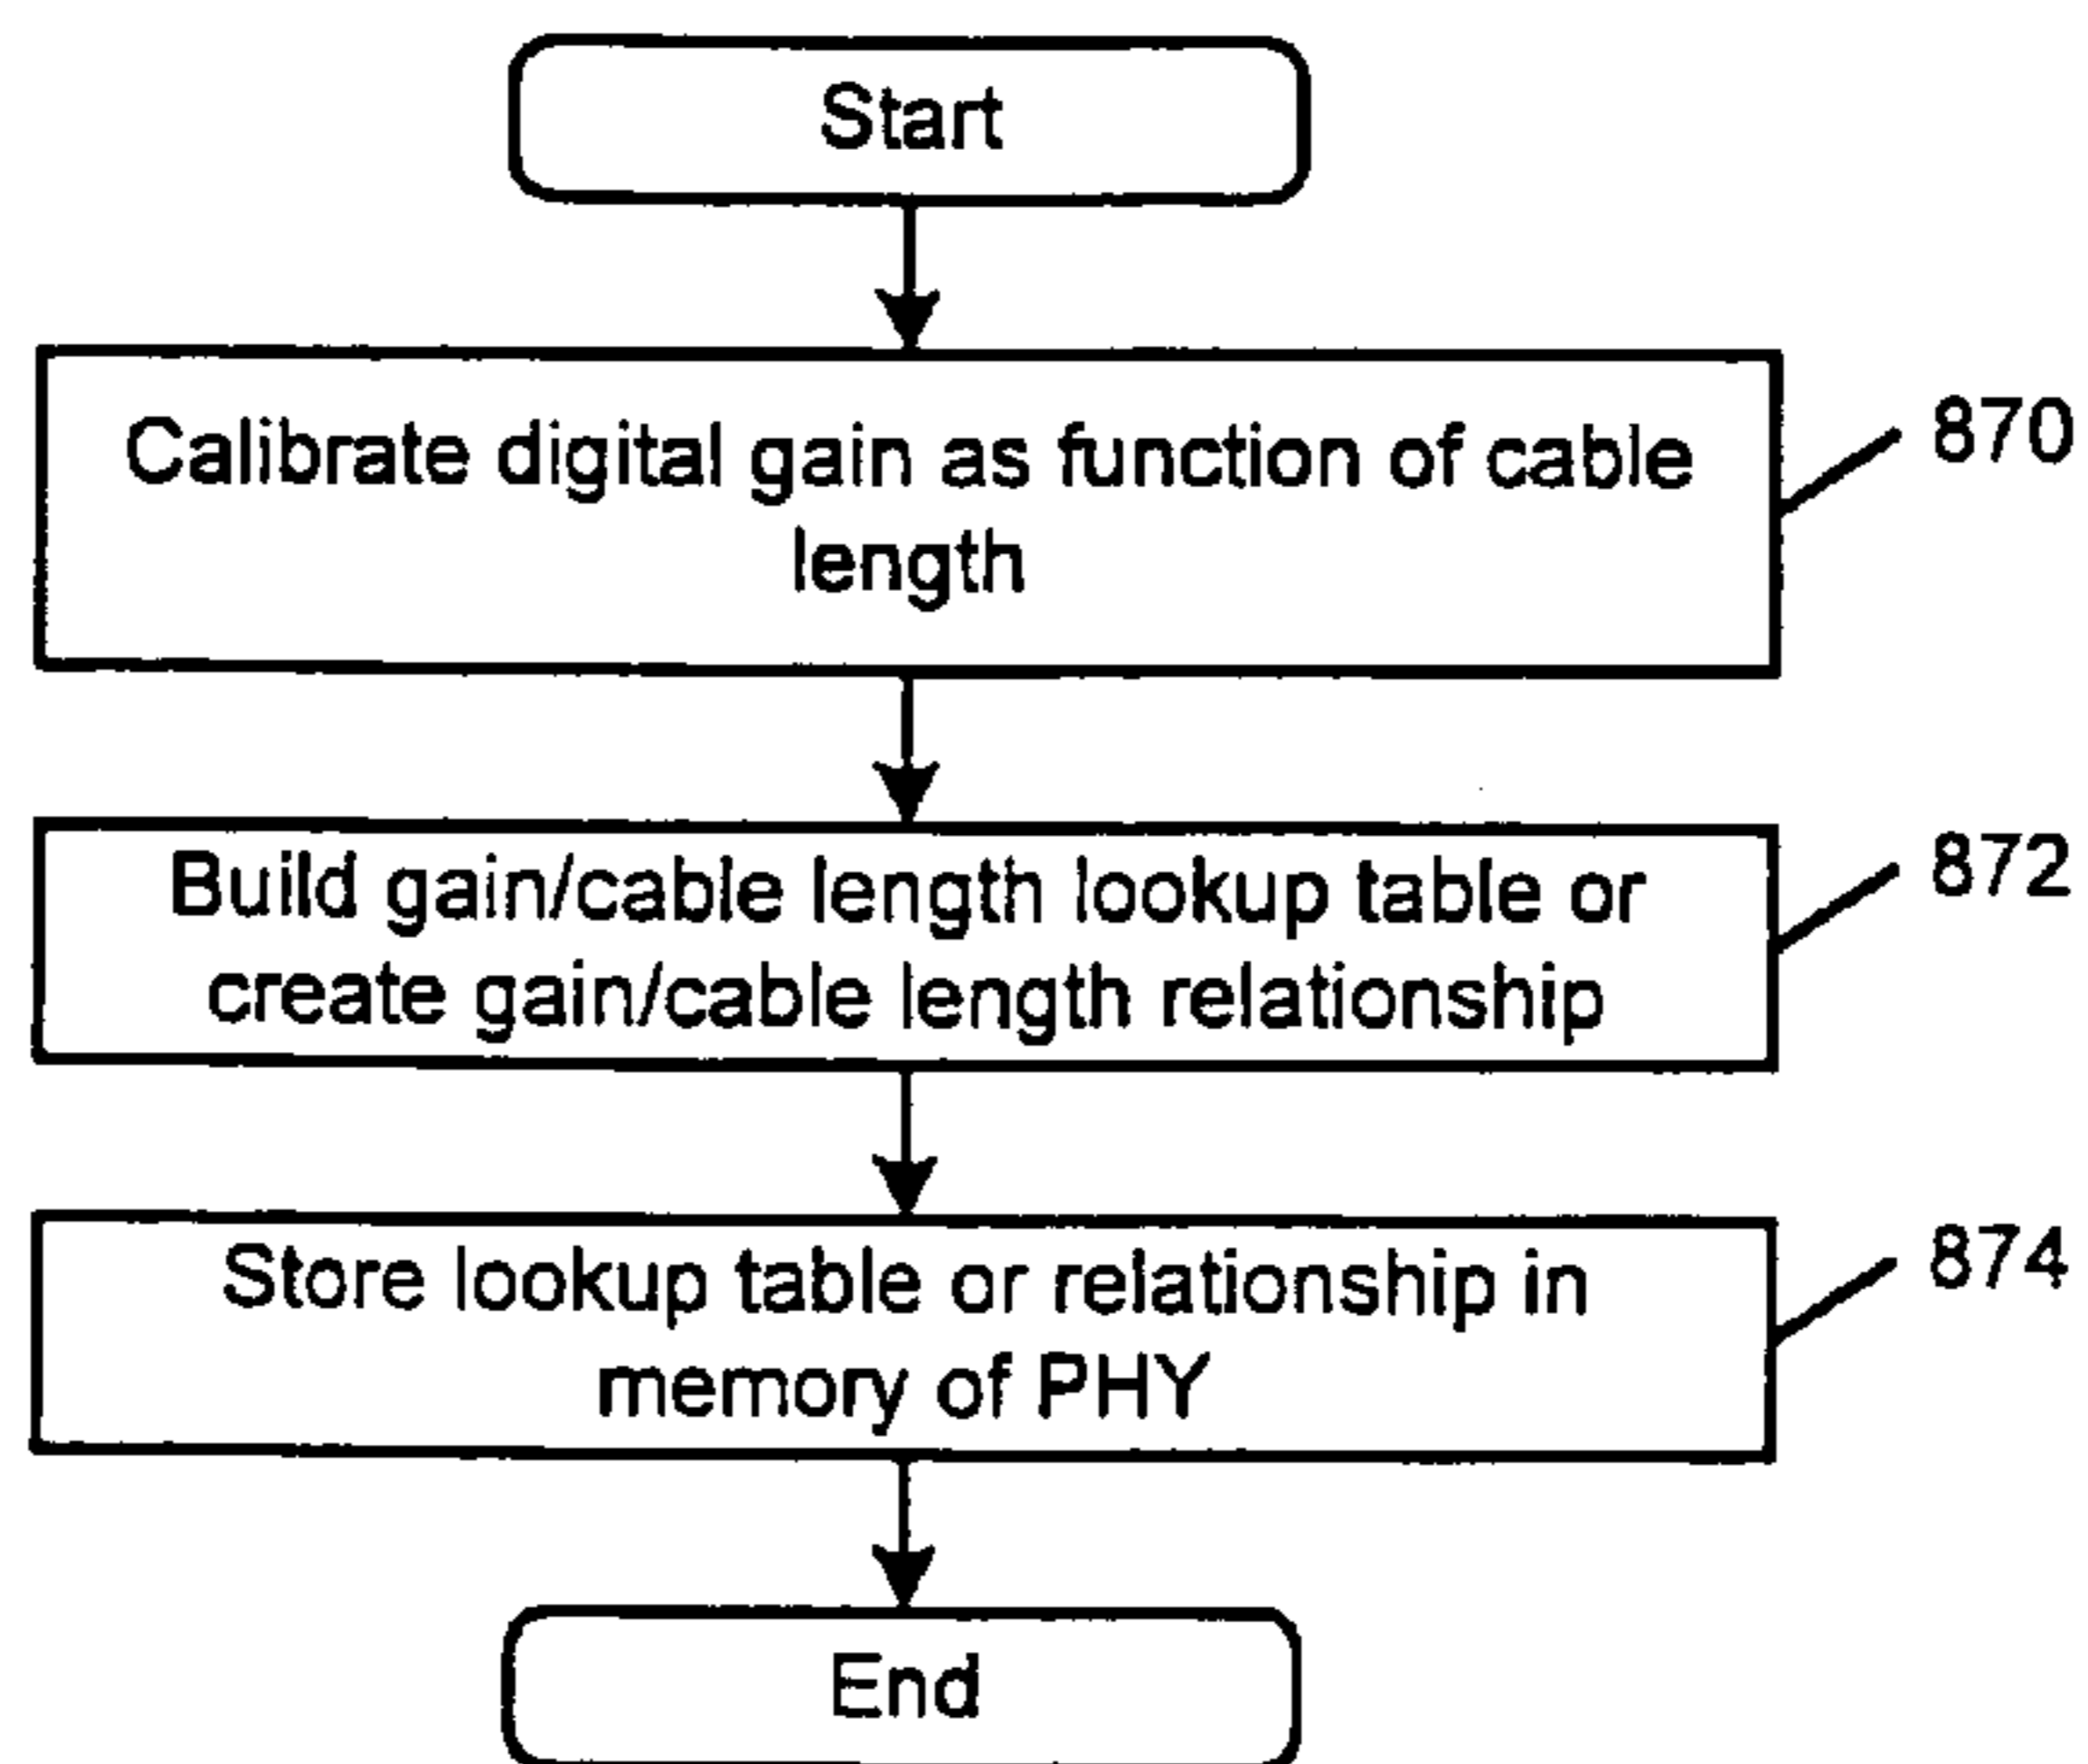 Start
Calibrate digital gain as function of cable
length
870
Build gain/cable length lookup table or
create gain/cable length relationship
872
Store lookup table or relationship in
memory of PHY
874
End